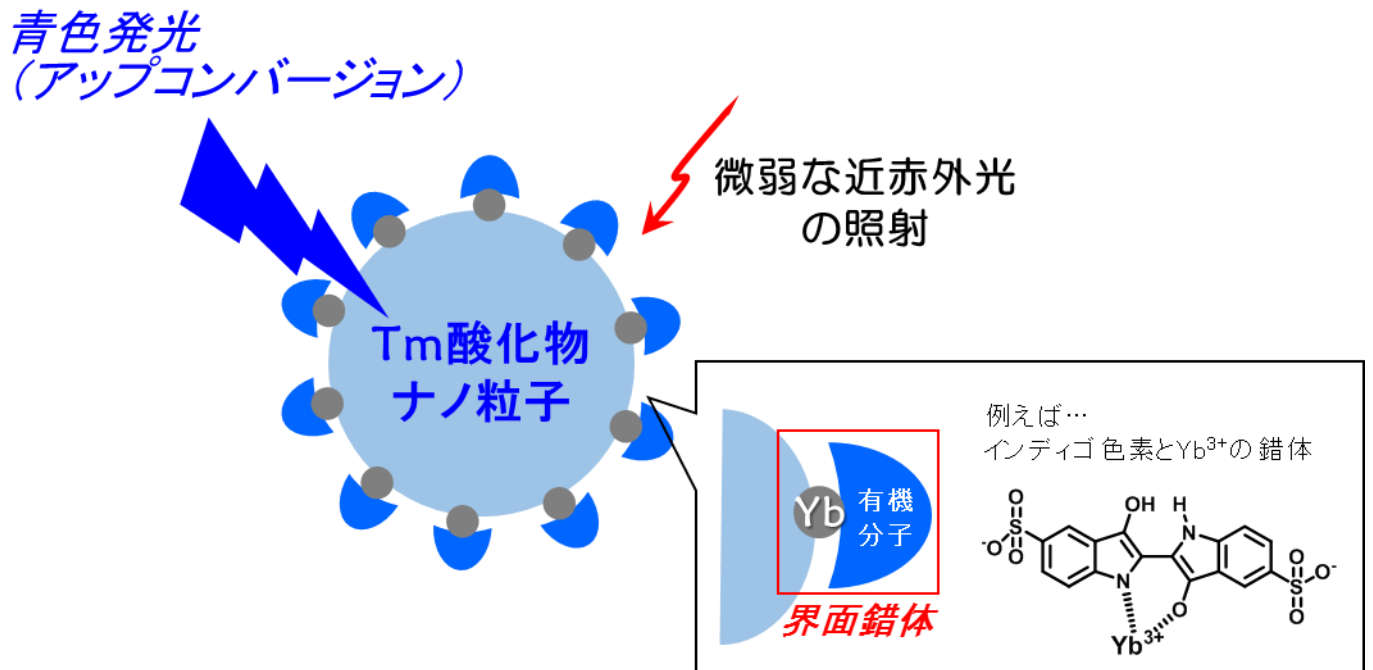 青色発光
（アップコンバージョン）
微弱な近赤外光
の照射
Tm酸化物
ナノ粒子
例えば…
インディゴ色素とYb³⁺の錯体
Yb
有機
分子
界面錯体
OH
H
N
O
S
O
⁻O
N
O
O
S
O⁻
O
Yb³⁺